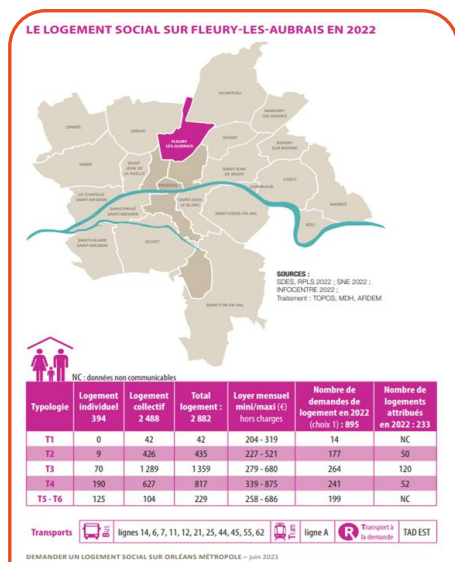 LE LOGEMENT SOCIAL SUR FLEURY-LES-AUBRAIS EN 2022
CHANTEAU
MARIGNY
LES USAGES
ORMES
SARAN
FLEURY
LES-AUBRAIS
SEMOY
BOIGNY
SUR BIONNE
INGRÉ
SAINT-
JEAN DE
LA RUELLE
SAINT-JEAN
DE BRAYE
CHÉCY
ORLÉANS
COMBLEUX
LA CHAPELLE
SAINT-MESMIN
SAINT-PRYVÉ
SAINT-MESMIN
SAINT-JEAN
LE BLANC
SAINT-DENIS-EN-VAL
MARDIÉ
BOU
SAINT-HILAIRE
SAINT-MESMIN
OLIVET
SAINT-CYR-EN-VAL
SOURCES :
SDES, RPLS 2022 ; SNE 2022 ;
INFOCENTRE 2022 ;
Traitement : TOPOS, MDH, AFIDEM
NC : données non communicables
Typologie
Logement individuel 394
Logement collectif 2 488
Total logement : 2 882
Loyer mensuel mini/maxi (€) hors charges
Nombre de demandes de logement en 2022 (choix 1) : 895
Nombre de logements attribués en 2022 : 233
T1 0 42 42 204 - 319 14 NC
T2 9 426 435 227 - 521 177 50
T3 70 1 289 1 359 279 - 680 264 120
T4 190 627 817 339 - 875 241 52
T5 - T6 125 104 229 258 - 686 199 NC
Transports Bus lignes 14, 6, 7, 11, 12, 21, 25, 44, 45, 55, 62 Tram ligne A R Transport à la demande TAD EST
DEMANDER UN LOGEMENT SOCIAL SUR ORLÉANS MÉTROPOLE – juin 2023